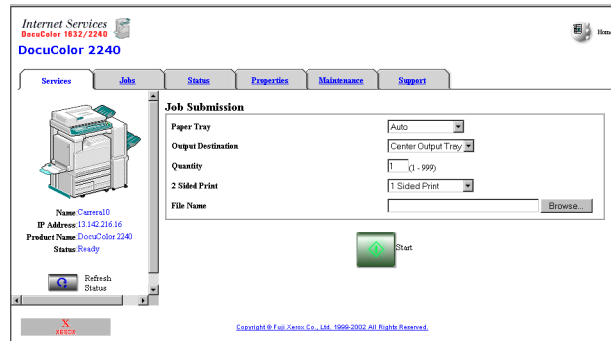 Internet Services
DocuColor 1632/2240
DocuColor 2240
Home
Services
Jobs
Status
Properties
Maintenance
Support
Job Submission
Paper Tray
Auto
Output Destination
Center Output Tray
Quantity
1 (1 - 999)
2 Sided Print
1 Sided Print
File Name
Browse...
Start
Name:Carrera10
IP Address:13.142.216.16
Product Name:DocuColor 2240
Status:Ready
Refresh
Status
X
XEROX
Copyright © Fuji Xerox Co., Ltd. 1999-2002 All Rights Reserved.